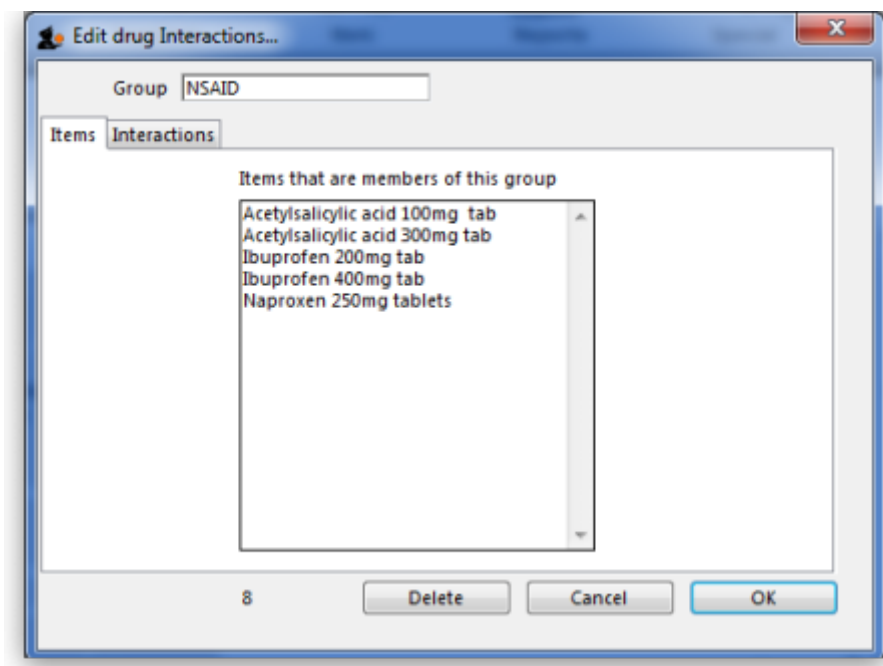 Edit drug Interactions...
Group NSAID
Items Interactions
Items that are members of this group
Acetylsalicylic acid 100mg  tab
Acetylsalicylic acid 300mg tab
Ibuprofen 200mg tab
Ibuprofen 400mg tab
Naproxen 250mg tablets
8 Delete Cancel OK